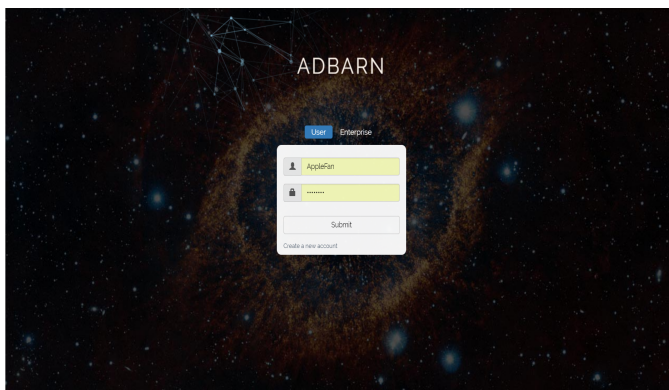 ADBARN
User Enterprise
AppleFan
••••••••
Submit
Create a new account